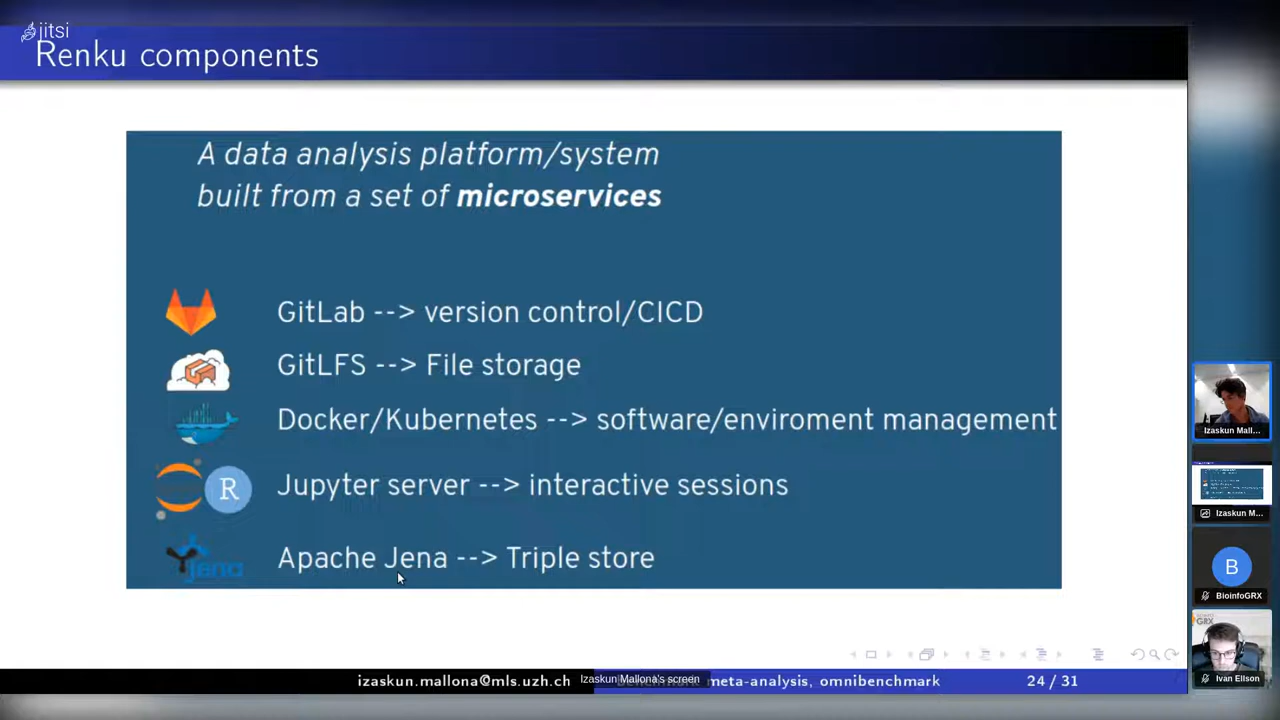 jitsi
Renku components
A data analysis platform/system
built from a set of microservices
GitLab --> version control/CICD
GitLFS --> File storage
Docker/Kubernetes --> software/enviroment management
R
Jupyter server --> interactive sessions
Jena
Apache Jena --> Triple store
Izaskun Mall...
Izaskun M...
B
BioinfoGRX
GRX
Ivan Ellson
izaskun.mallona@mls.uzh.ch
Izaskun Mallona's screen
meta-analysis, omnibenchmark
24 / 31